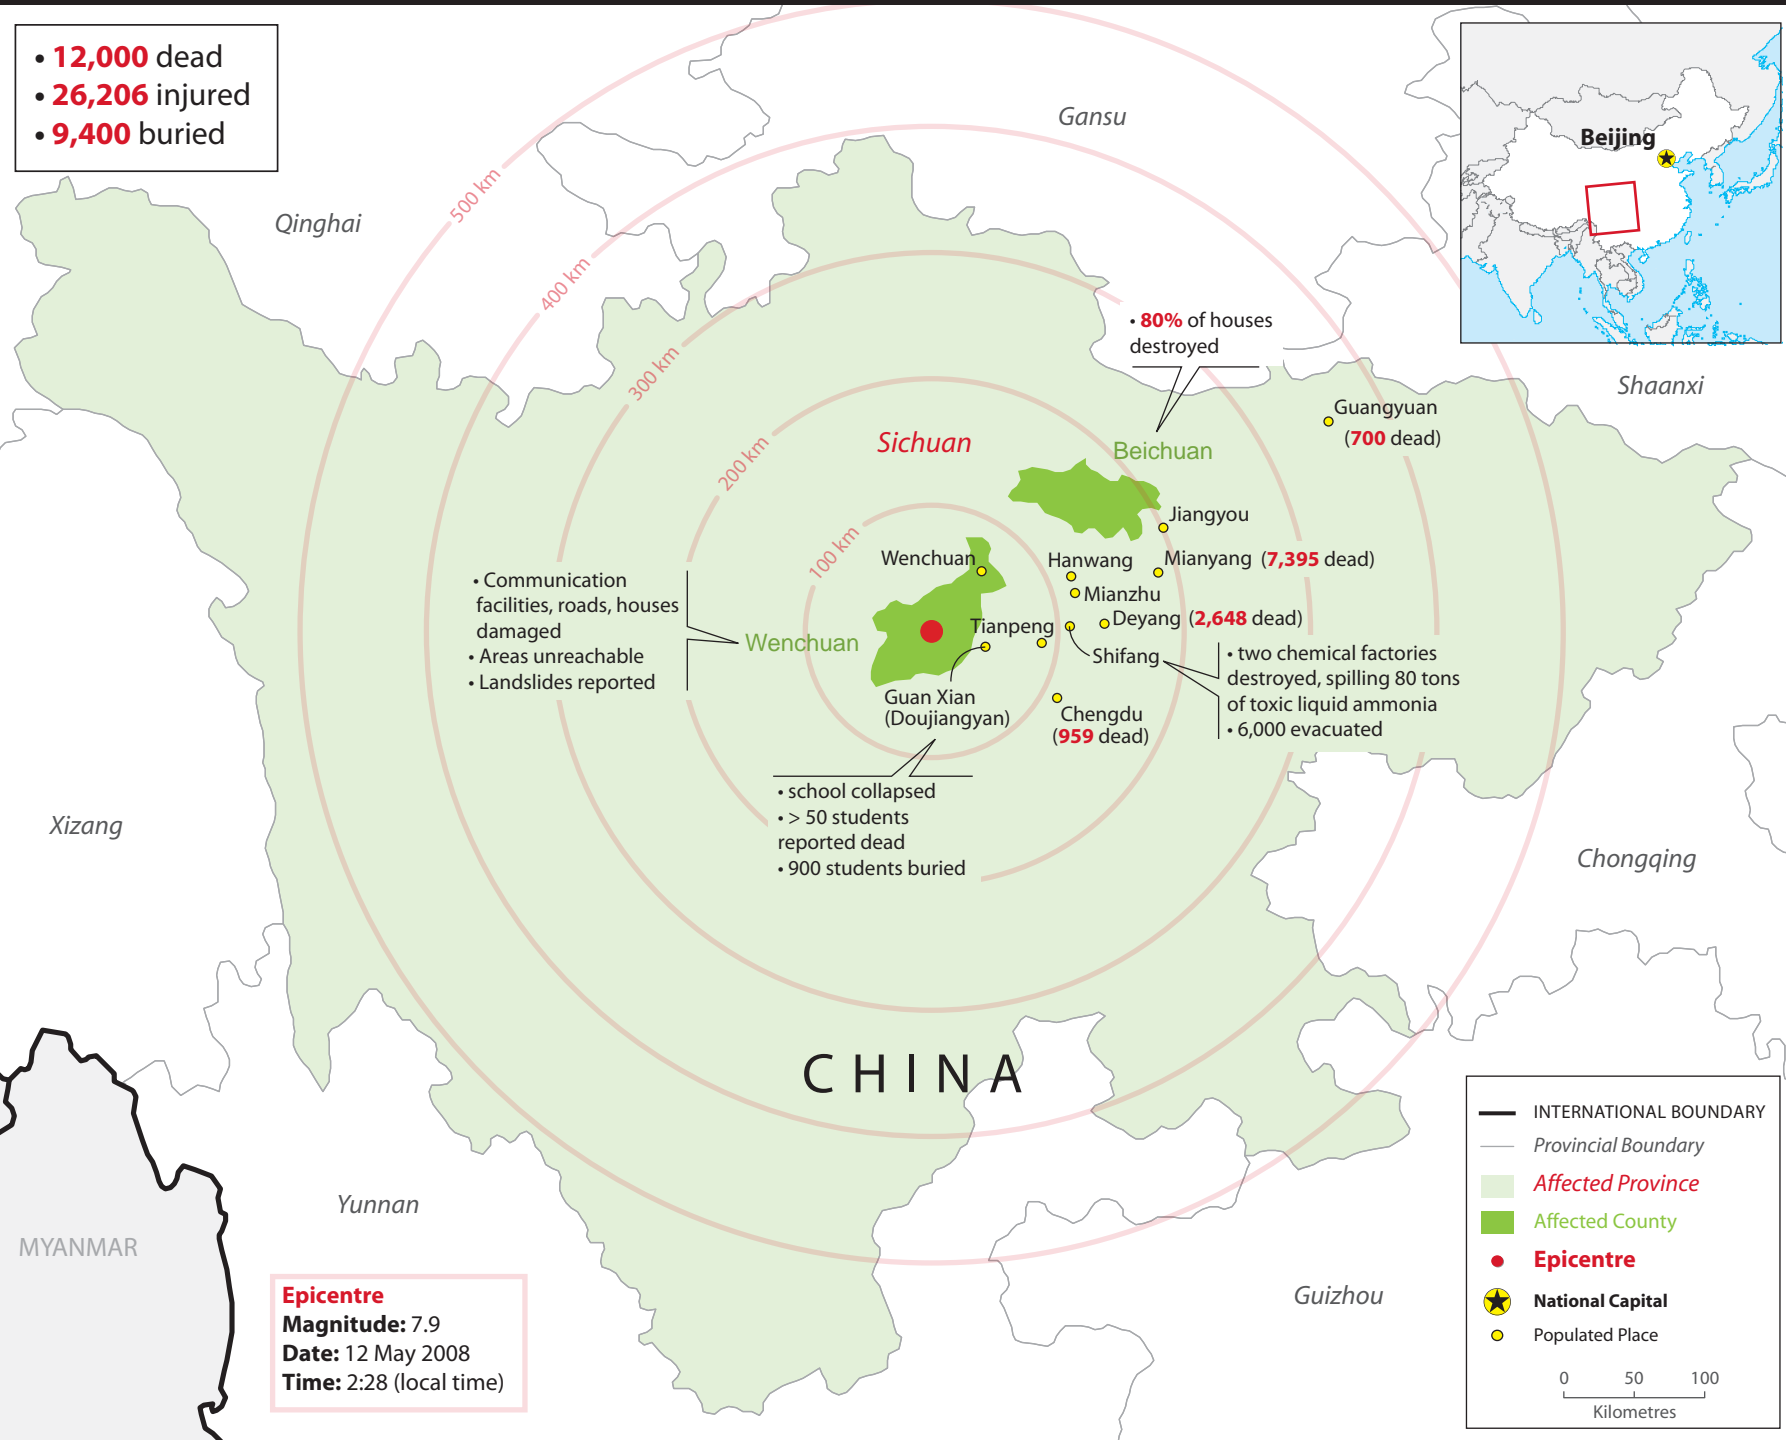 • 12,000 dead
• 26,206 injured
• 9,400 buried
Gansu
Qinghai
Beijing
500 km
400 km
300 km
200 km
100 km
• 80% of houses
destroyed
Shaanxi
Guangyuan
(700 dead)
Sichuan
Beichuan
Jiangyou
Wenchuan
Hanwang
Mianyang (7,395 dead)
Mianzhu
Deyang (2,648 dead)
Tianpeng
Shifang
• Communication
facilities, roads, houses
damaged
• Areas unreachable
• Landslides reported
Wenchuan
• two chemical factories
destroyed, spilling 80 tons
of toxic liquid ammonia
• 6,000 evacuated
Guan Xian
(Doujiangyan)
Chengdu
(959 dead)
• school collapsed
• > 50 students
reported dead
• 900 students buried
Xizang
Chongqing
CHINA
Yunnan
MYANMAR
Guizhou
Epicentre
Magnitude: 7.9
Date: 12 May 2008
Time: 2:28 (local time)
INTERNATIONAL BOUNDARY
Provincial Boundary
Affected Province
Affected County
Epicentre
National Capital
Populated Place
0 50 100
Kilometres